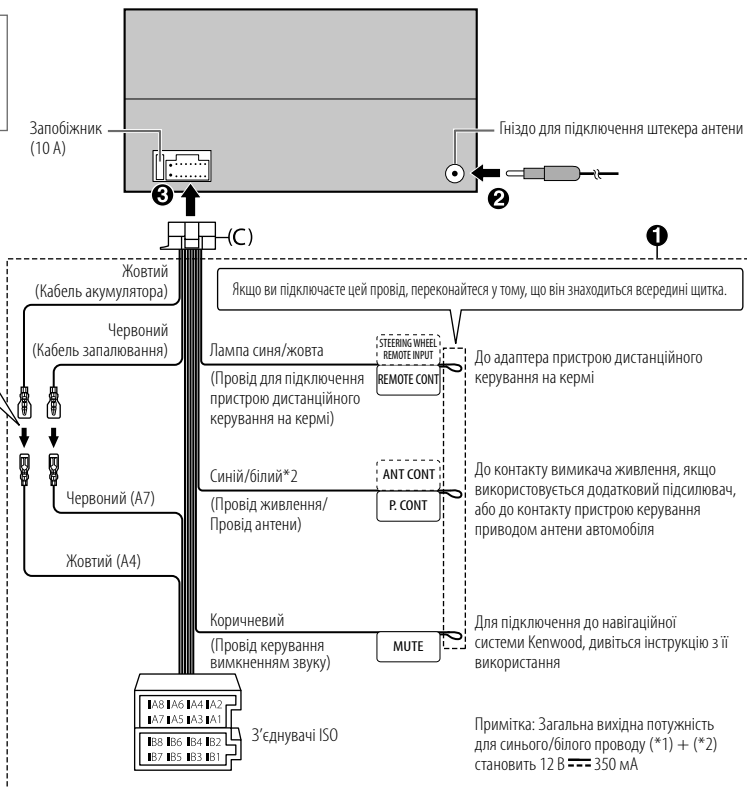 Запобіжник
(10 А)
Гніздо для підключення штекера антени
❸
❷
(C)
❶
Жовтий
(Кабель акумулятора)
Якщо ви підключаєте цей провід, переконайтеся у тому, що він знаходиться всередині щитка.
Червоний
(Кабель запалювання)
Лампа синя/жовта
(Провід для підключення
пристрою дистанційного
керування на кермі)
STEERING WHEEL
REMOTE INPUT
REMOTE CONT
До адаптера пристрою дистанційного
керування на кермі
Синій/білий*2
(Провід живлення/
Провід антени)
ANT CONT
P. CONT
До контакту вимикача живлення, якщо
використовується додатковий підсилювач,
або до контакту пристрою керування
приводом антени автомобіля
Червоний (A7)
Жовтий (A4)
Коричневий
(Провід керування
вимкненням звуку)
MUTE
Для підключення до навігаційної
системи Kenwood, дивіться інструкцію з її
використання
A8 A6 A4 A2
A7 A5 A3 A1
B8 B6 B4 B2
B7 B5 B3 B1
З’єднувачі ISO
Примітка: Загальна вихідна потужність
для синього/білого проводу (*1) + (*2)
становить 12 В ⎓ 350 мА